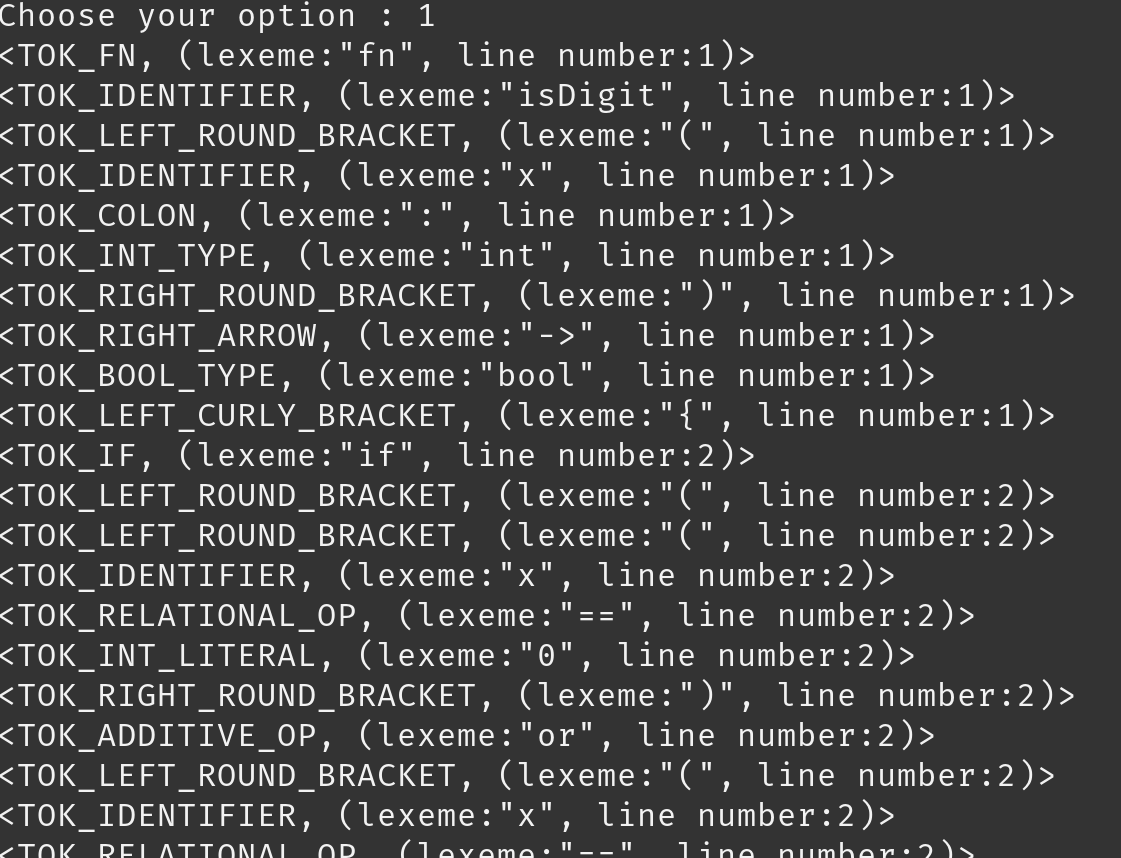 Choose your option : 1
<TOK_FN, (lexeme:"fn", line number:1)>
<TOK_IDENTIFIER, (lexeme:"isDigit", line number:1)>
<TOK_LEFT_ROUND_BRACKET, (lexeme:"(", line number:1)>
<TOK_IDENTIFIER, (lexeme:"x", line number:1)>
<TOK_COLON, (lexeme:":", line number:1)>
<TOK_INT_TYPE, (lexeme:"int", line number:1)>
<TOK_RIGHT_ROUND_BRACKET, (lexeme:")", line number:1)>
<TOK_RIGHT_ARROW, (lexeme:"->", line number:1)>
<TOK_BOOL_TYPE, (lexeme:"bool", line number:1)>
<TOK_LEFT_CURLY_BRACKET, (lexeme:"{", line number:1)>
<TOK_IF, (lexeme:"if", line number:2)>
<TOK_LEFT_ROUND_BRACKET, (lexeme:"(", line number:2)>
<TOK_LEFT_ROUND_BRACKET, (lexeme:"(", line number:2)>
<TOK_IDENTIFIER, (lexeme:"x", line number:2)>
<TOK_RELATIONAL_OP, (lexeme:"==", line number:2)>
<TOK_INT_LITERAL, (lexeme:"0", line number:2)>
<TOK_RIGHT_ROUND_BRACKET, (lexeme:")", line number:2)>
<TOK_ADDITIVE_OP, (lexeme:"or", line number:2)>
<TOK_LEFT_ROUND_BRACKET, (lexeme:"(", line number:2)>
<TOK_IDENTIFIER, (lexeme:"x", line number:2)>
<TOK_RELATIONAL_OP, (lexeme:"==", line number:2)>